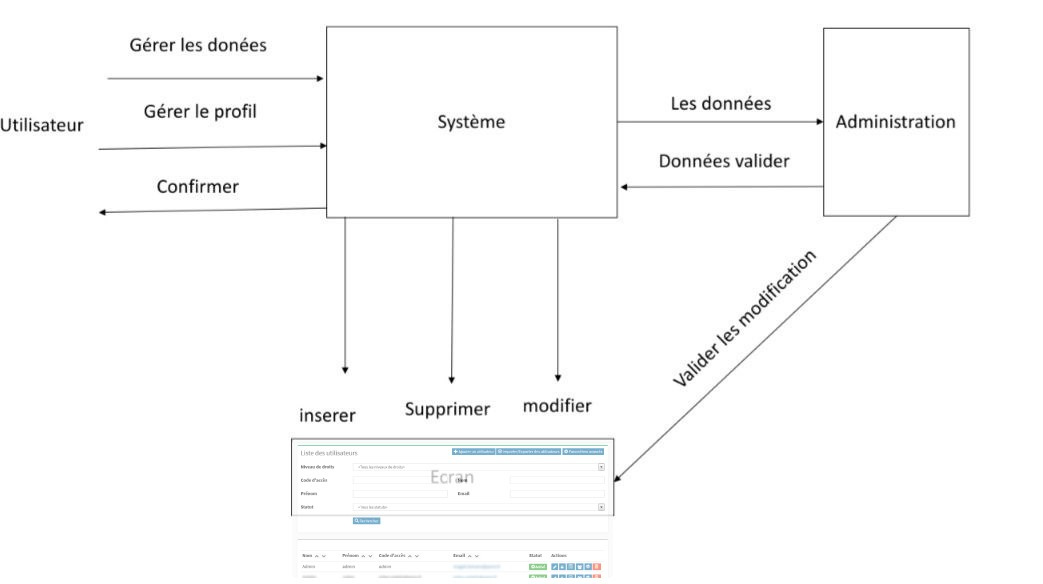 Gérer les donées
Gérer le profil
Utilisateur
Confirmer
Système
Les données
Administration
Données valider
Valider les modification
inserer
Supprimer
modifier
Liste des utilisateurs
Niveau de droits
Ecran
Code d'accès
Prénom
Email
Statut
Nom Prénom Code d'accès Email Statut Actions
Admin admin admin